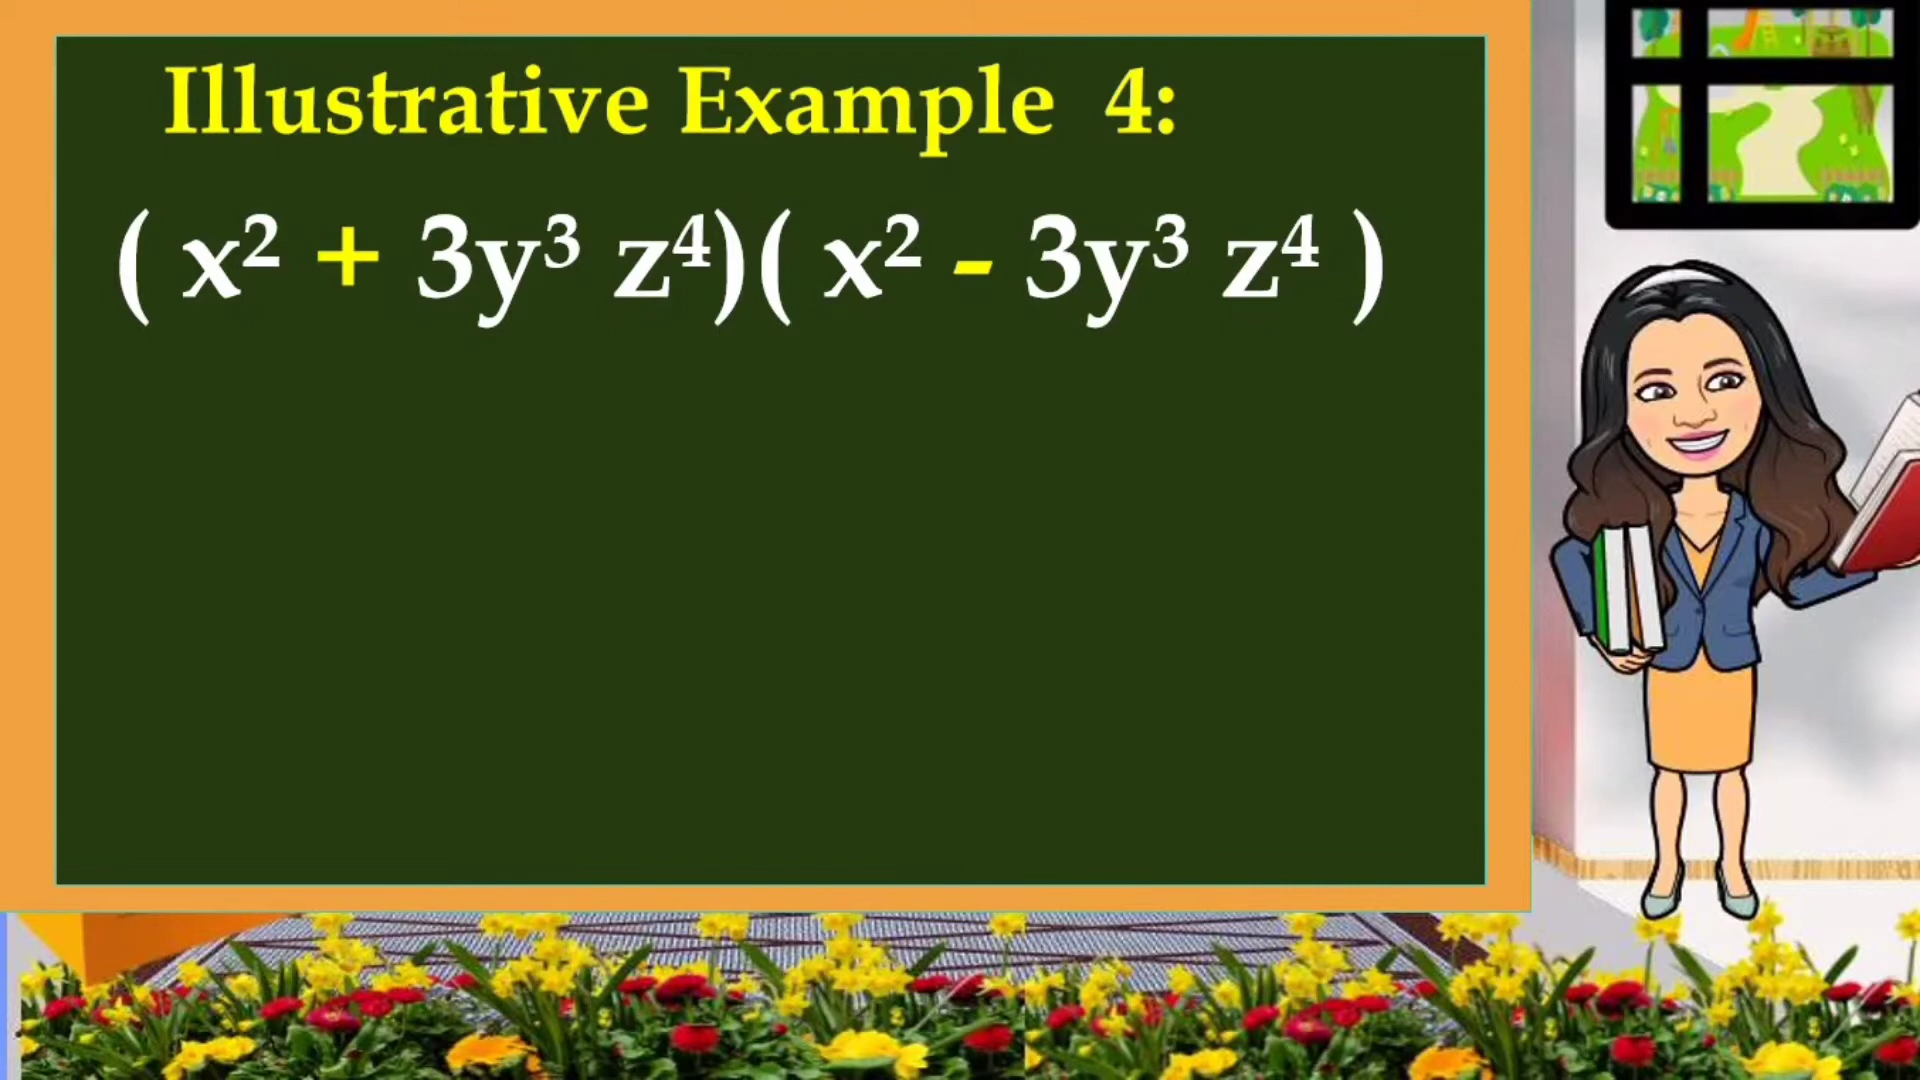 Illustrative Example 4:
( x² + 3y³ z⁴)( x² - 3y³ z⁴ )